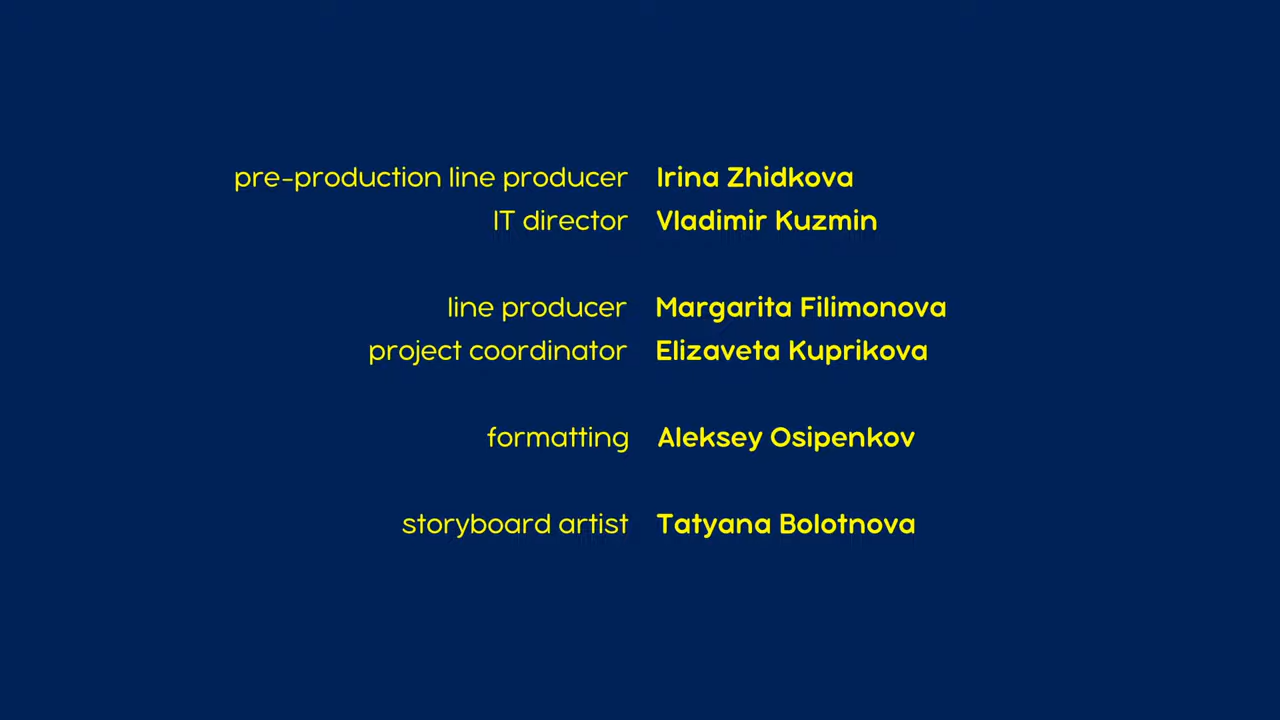 pre-production line producer Irina Zhidkova
IT director Vladimir Kuzmin
line producer Margarita Filimonova
project coordinator Elizaveta Kuprikova
formatting Aleksey Osipenkov
storyboard artist Tatyana Bolotnova